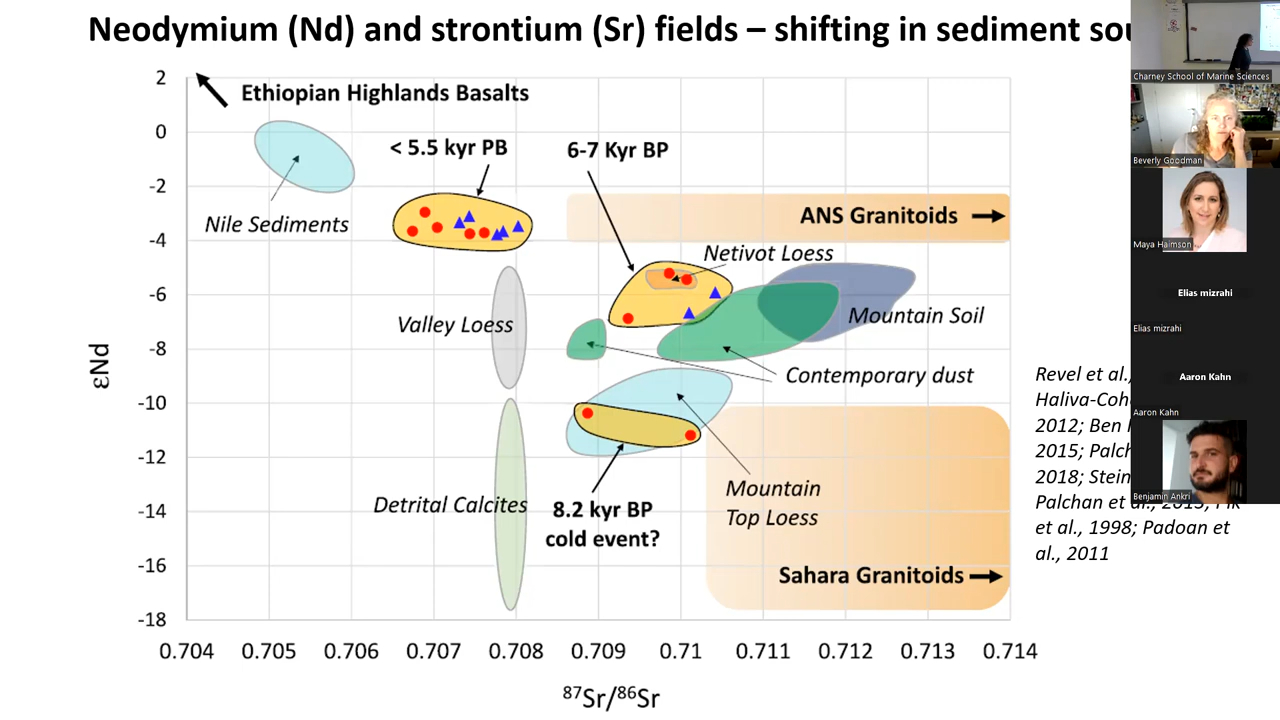 Neodymium (Nd) and strontium (Sr) fields – shifting in sediment
Ethiopian Highlands Basalts
< 5.5 kyr PB
6-7 Kyr BP
Nile Sediments
ANS Granitoids
Netivot Loess
Valley Loess
Mountain Soil
Contemporary dust
Detrital Calcites
8.2 kyr BP
cold event?
Mountain
Top Loess
Sahara Granitoids
εNd
2
0
-2
-4
-6
-8
-10
-12
-14
-16
-18
0.704
0.705
0.706
0.707
0.708
0.709
0.71
0.711
0.712
0.713
0.714
87Sr/86Sr
Revel et al.,
2012; Ben
2015;
2018;
Palchan et al., 2013;
et al., 1998; Padoan et
al., 2011
Charney School of Marine Sciences
Beverly Goodman
Maya Haimson
Elias mizrahi
Elias mizrahi
Aaron Kahn
Aaron Kahn
Benjamin Ankri